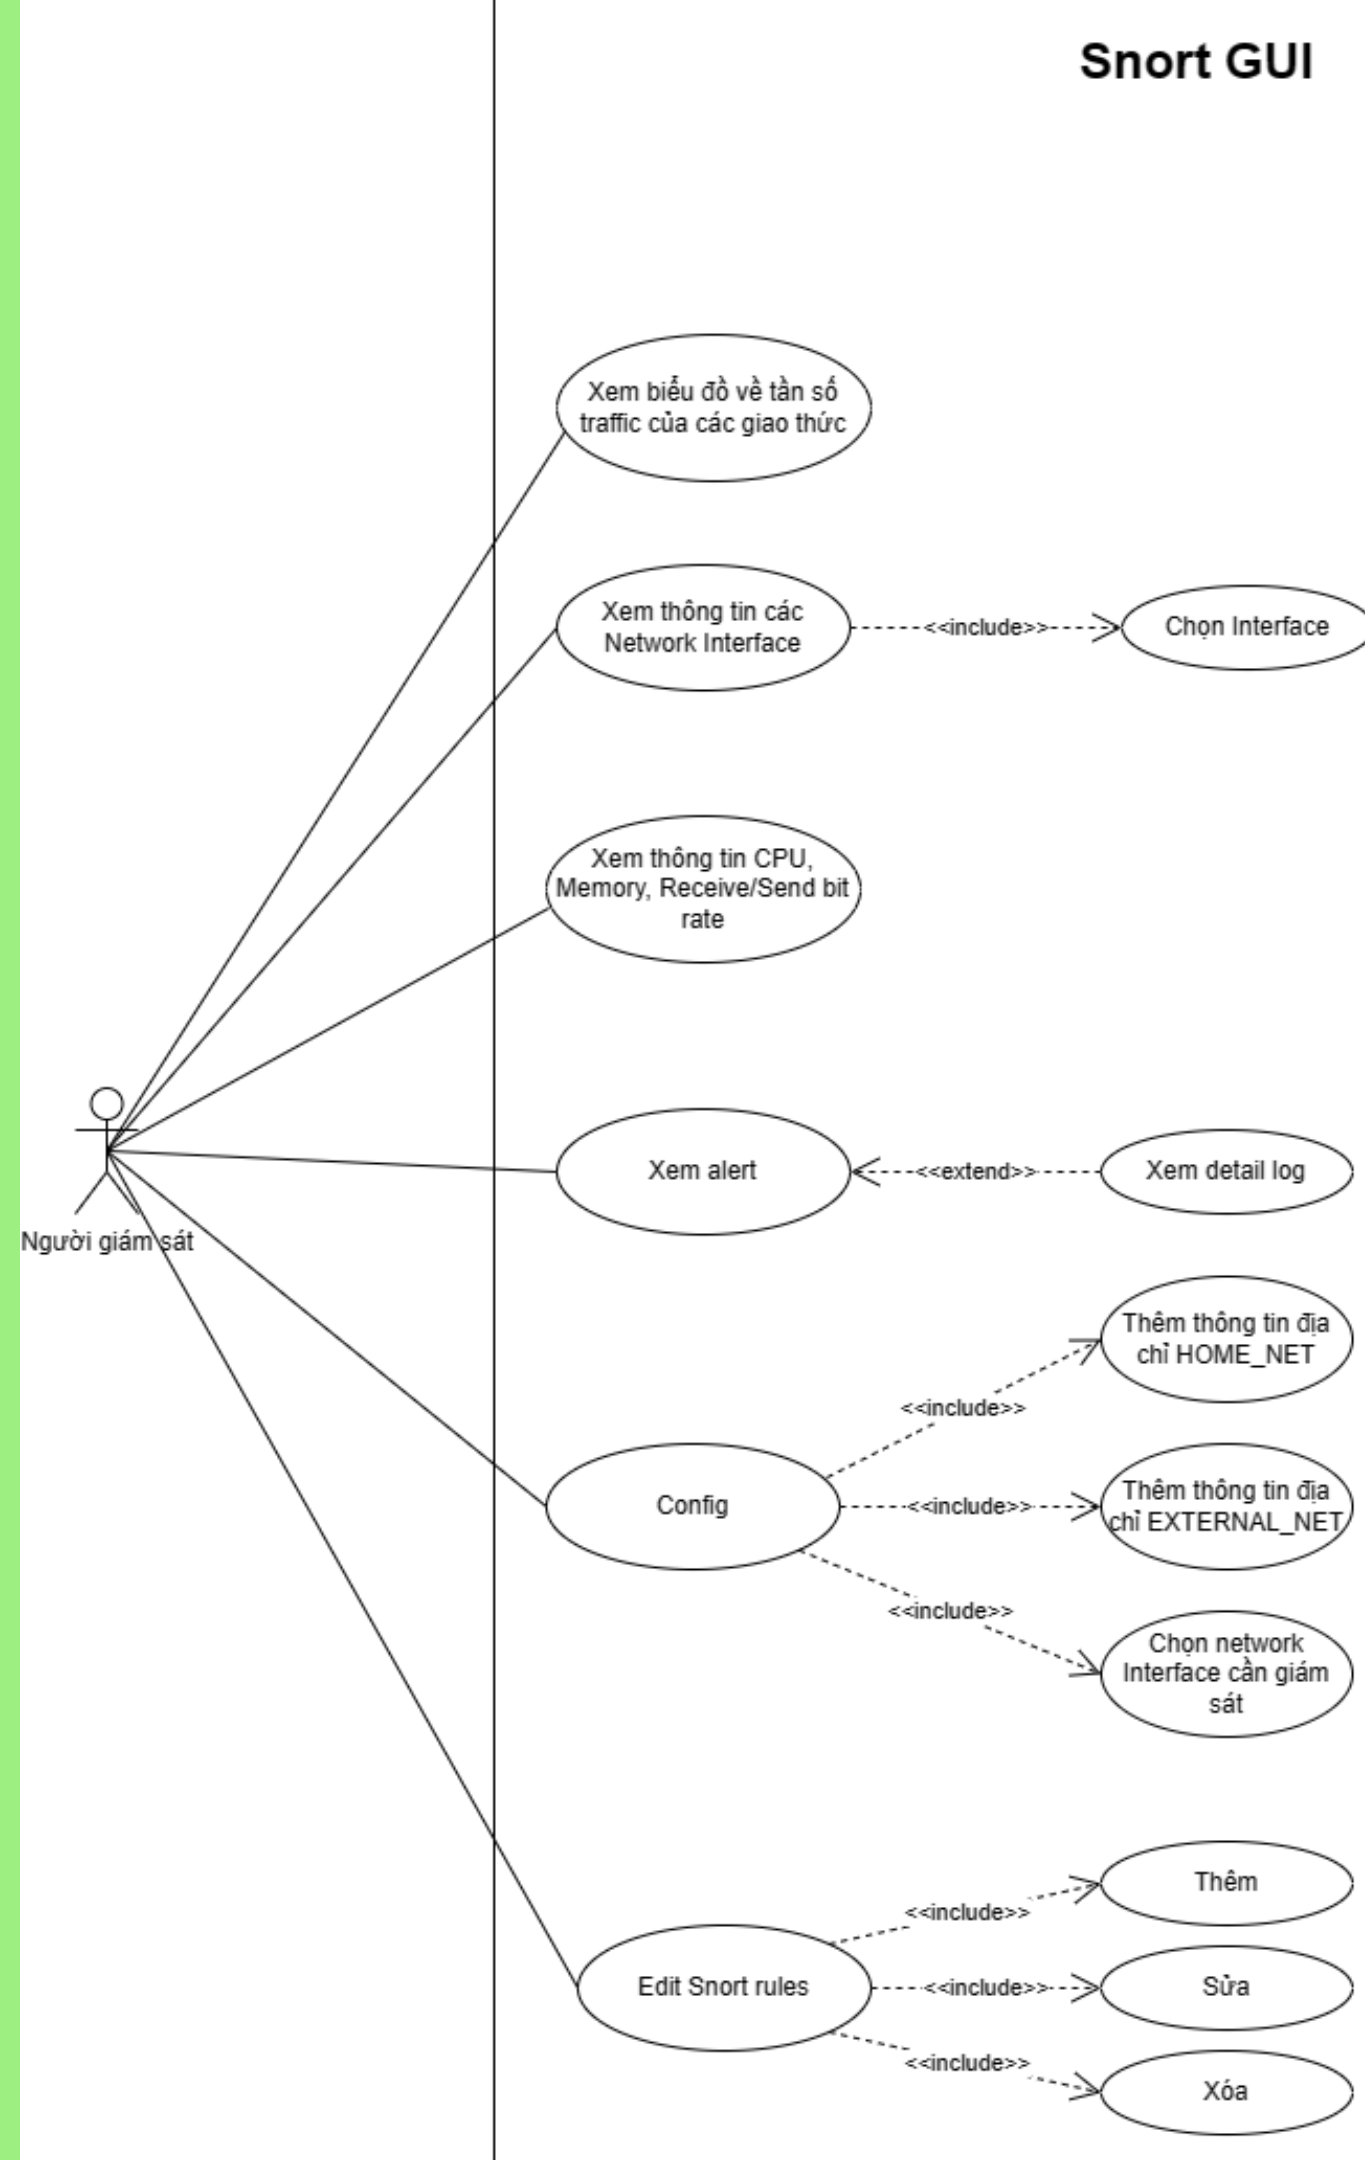 Snort GUI
Xem biểu đồ về tần số
traffic của các giao thức
Xem thông tin các
Network Interface
<<include>>
Chọn Interface
Xem thông tin CPU,
Memory, Receive/Send bit
rate
Người giám sát
Xem alert
<<extend>>
Xem detail log
Thêm thông tin địa
chỉ HOME_NET
<<include>>
Config
<<include>>
Thêm thông tin địa
chỉ EXTERNAL_NET
<<include>>
Chọn network
Interface cần giám
sát
Thêm
<<include>>
Edit Snort rules
<<include>>
Sửa
<<include>>
Xóa